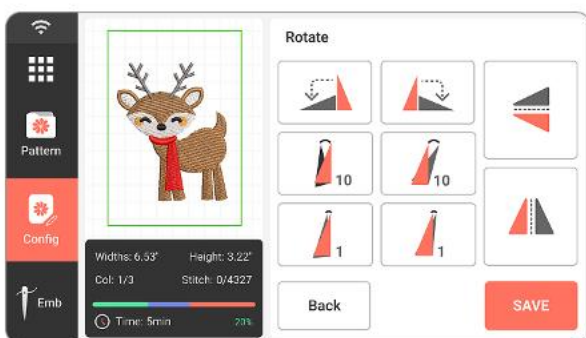 Rotate
Pattern
Config
Emb
Widths: 6.53" Height: 3.22"
Col: 1/3 Stitch: 0/4327
Time: 5min 20%
10
10
1
1
Back
SAVE